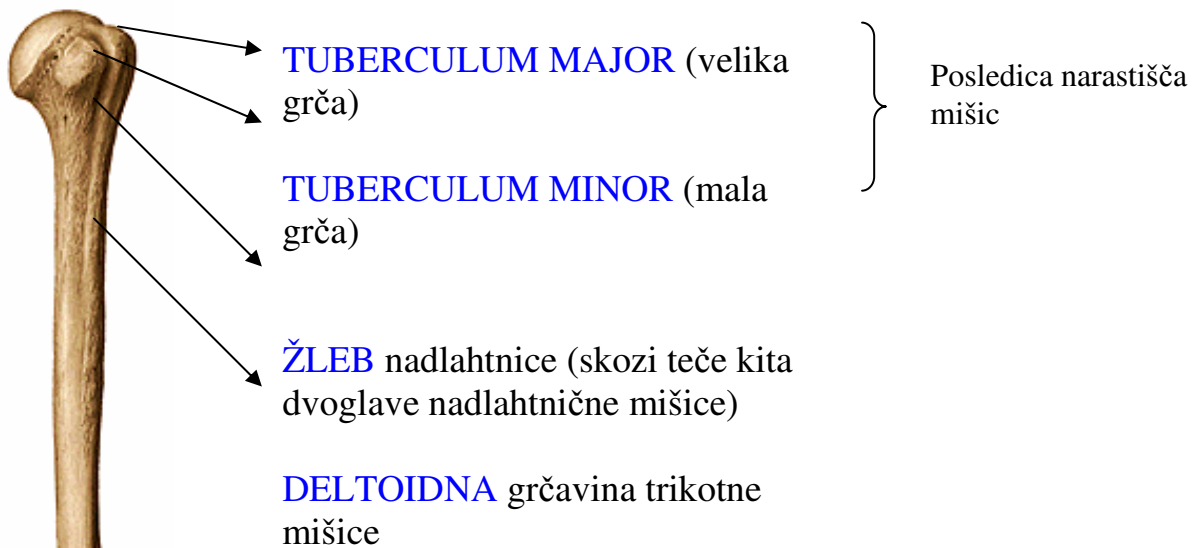 TUBERCULUM MAJOR (velika
grča)
Posledica narastišča
mišic
TUBERCULUM MINOR (mala
grča)
ŽLEB nadlahtnice (skozi teče kita
dvoglave nadlahtnične mišice)
DELTOIDNA grčavina trikotne
mišice